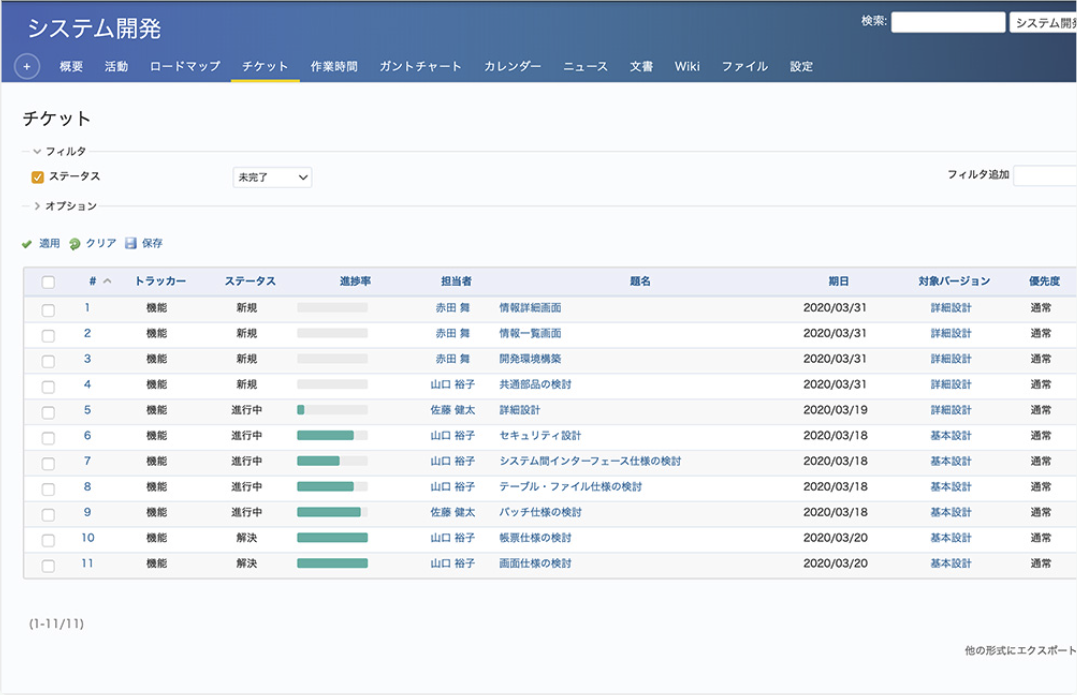 システム開発
検索: システム開発
+ 概要 活動 ロードマップ チケット 作業時間 ガントチャート カレンダー ニュース 文書 Wiki ファイル 設定
チケット
フィルタ
ステータス 未完了 フィルタ追加
オプション
適用 クリア 保存
# トラッカー ステータス 進捗率 担当者 題名 期日 対象バージョン 優先度
1 機能 新規 赤田 舞 情報詳細画面 2020/03/31 詳細設計 通常
2 機能 新規 赤田 舞 情報一覧画面 2020/03/31 詳細設計 通常
3 機能 新規 赤田 舞 開発環境構築 2020/03/31 詳細設計 通常
4 機能 新規 山口 裕子 共通部品の検討 2020/03/31 詳細設計 通常
5 機能 進行中 佐藤 健太 詳細設計 2020/03/19 詳細設計 通常
6 機能 進行中 山口 裕子 セキュリティ設計 2020/03/18 基本設計 通常
7 機能 進行中 山口 裕子 システム間インターフェース仕様の検討 2020/03/18 基本設計 通常
8 機能 進行中 山口 裕子 テーブル・ファイル仕様の検討 2020/03/18 基本設計 通常
9 機能 進行中 佐藤 健太 バッチ仕様の検討 2020/03/18 基本設計 通常
10 機能 解決 山口 裕子 帳票仕様の検討 2020/03/20 基本設計 通常
11 機能 解決 山口 裕子 画面仕様の検討 2020/03/20 基本設計 通常
(1-11/11)
他の形式にエクスポート